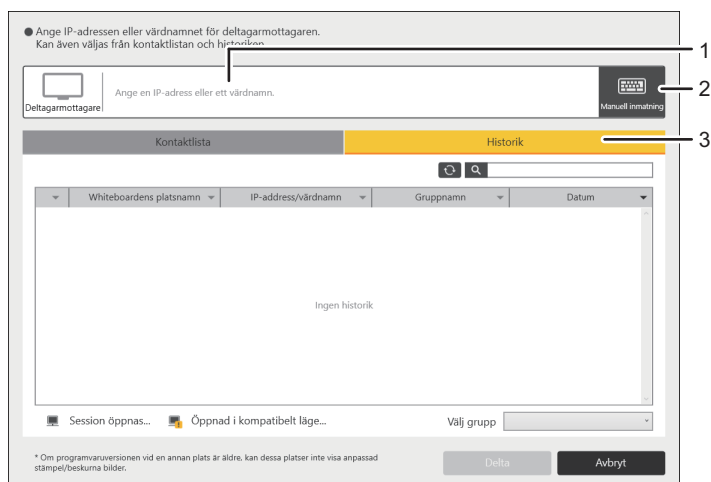 Ange IP-adressen eller värdnamnet för deltagarmottagaren.
Kan även väljas från kontaktlistan och historiken.
1
Ange en IP-adress eller ett värdnamn.
2
Deltagarmottagare
Manuell inmatning
Kontaktlista
Historik
3
Whiteboardens platsnamn
IP-address/värdnamn
Gruppnamn
Datum
Ingen historik
Session öppnas...
Öppnad i kompatibelt läge...
Välj grupp
* Om programvaruversionen vid en annan plats är äldre, kan dessa platser inte visa anpassad
stämpel/beskurna bilder.
Delta
Avbryt